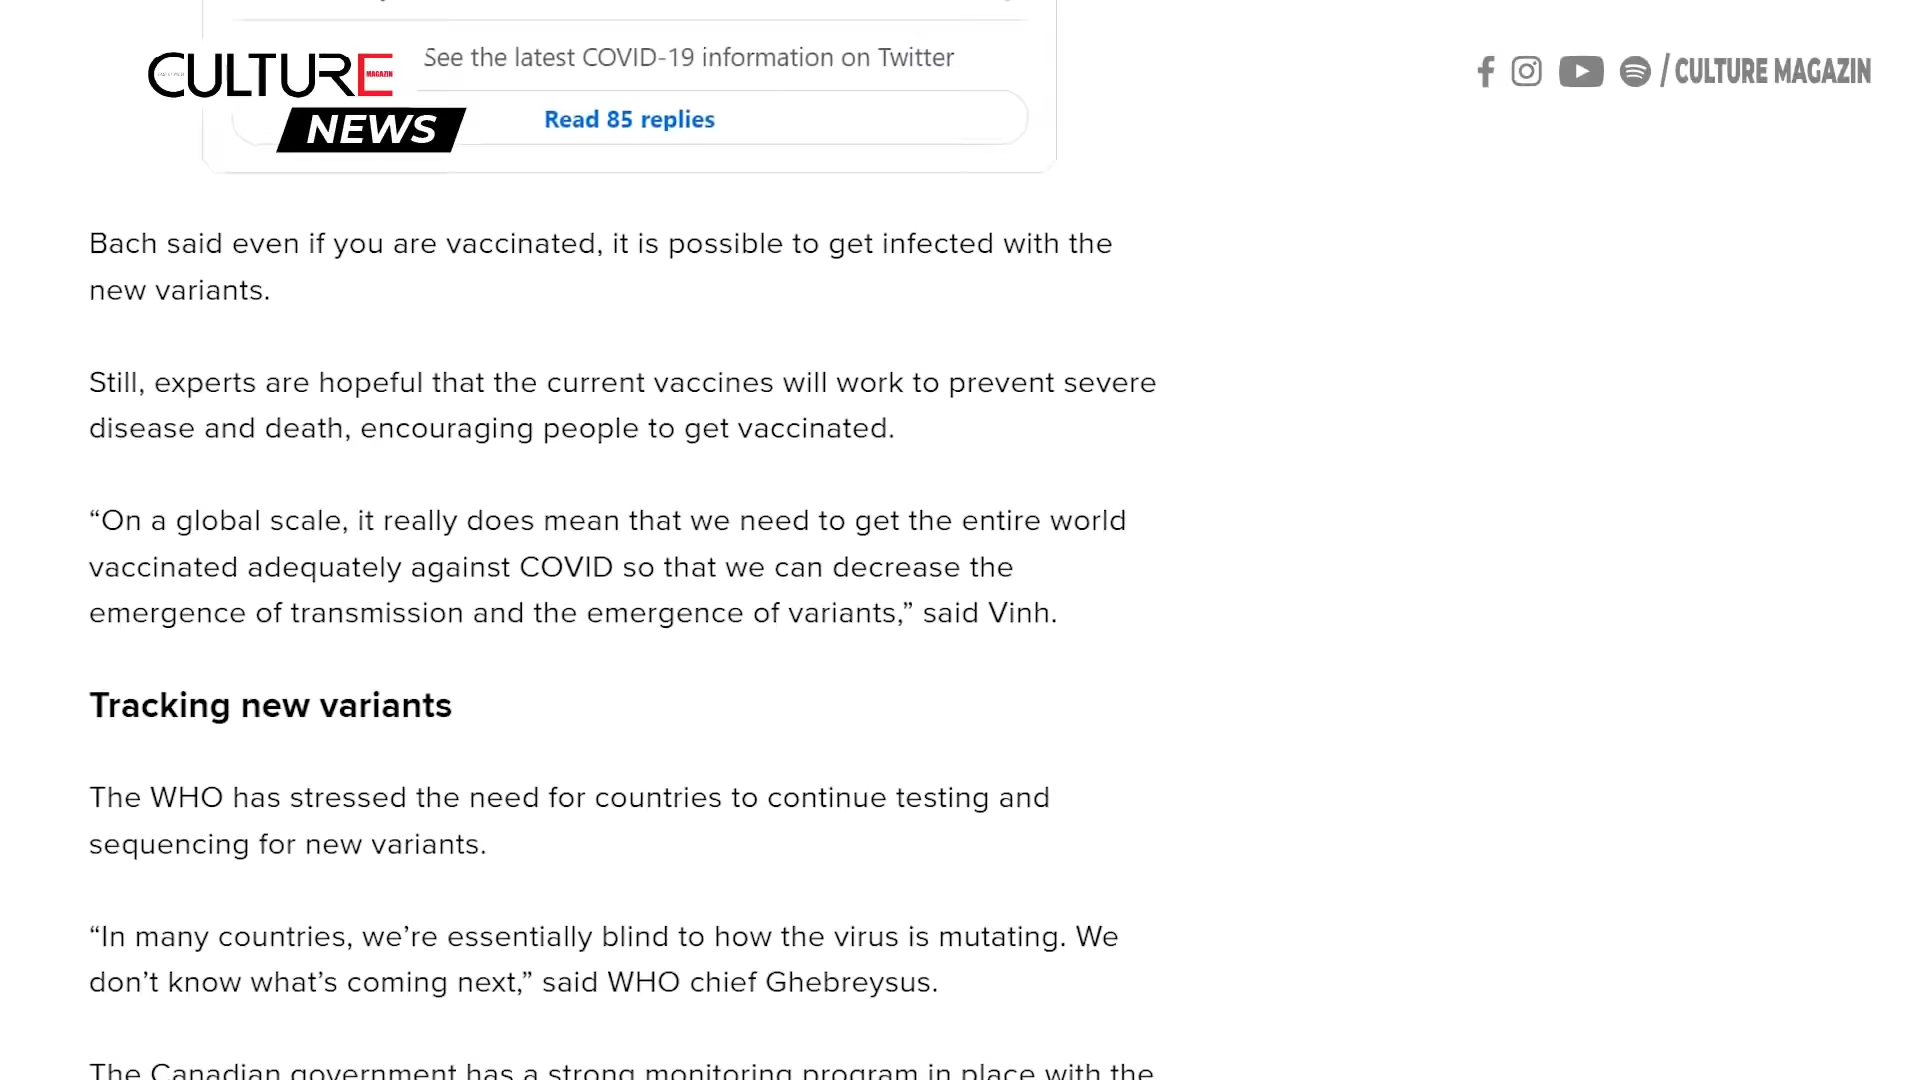 See the latest COVID-19 information on Twitter
CULTURE
MAGAZIN
NEWS
/ CULTURE MAGAZIN
Read 85 replies
Bach said even if you are vaccinated, it is possible to get infected with the
new variants.
Still, experts are hopeful that the current vaccines will work to prevent severe
disease and death, encouraging people to get vaccinated.
“On a global scale, it really does mean that we need to get the entire world
vaccinated adequately against COVID so that we can decrease the
emergence of transmission and the emergence of variants,” said Vinh.
Tracking new variants
The WHO has stressed the need for countries to continue testing and
sequencing for new variants.
“In many countries, we’re essentially blind to how the virus is mutating. We
don’t know what’s coming next,” said WHO chief Ghebreysus.
The Canadian government has a strong monitoring program in place with the